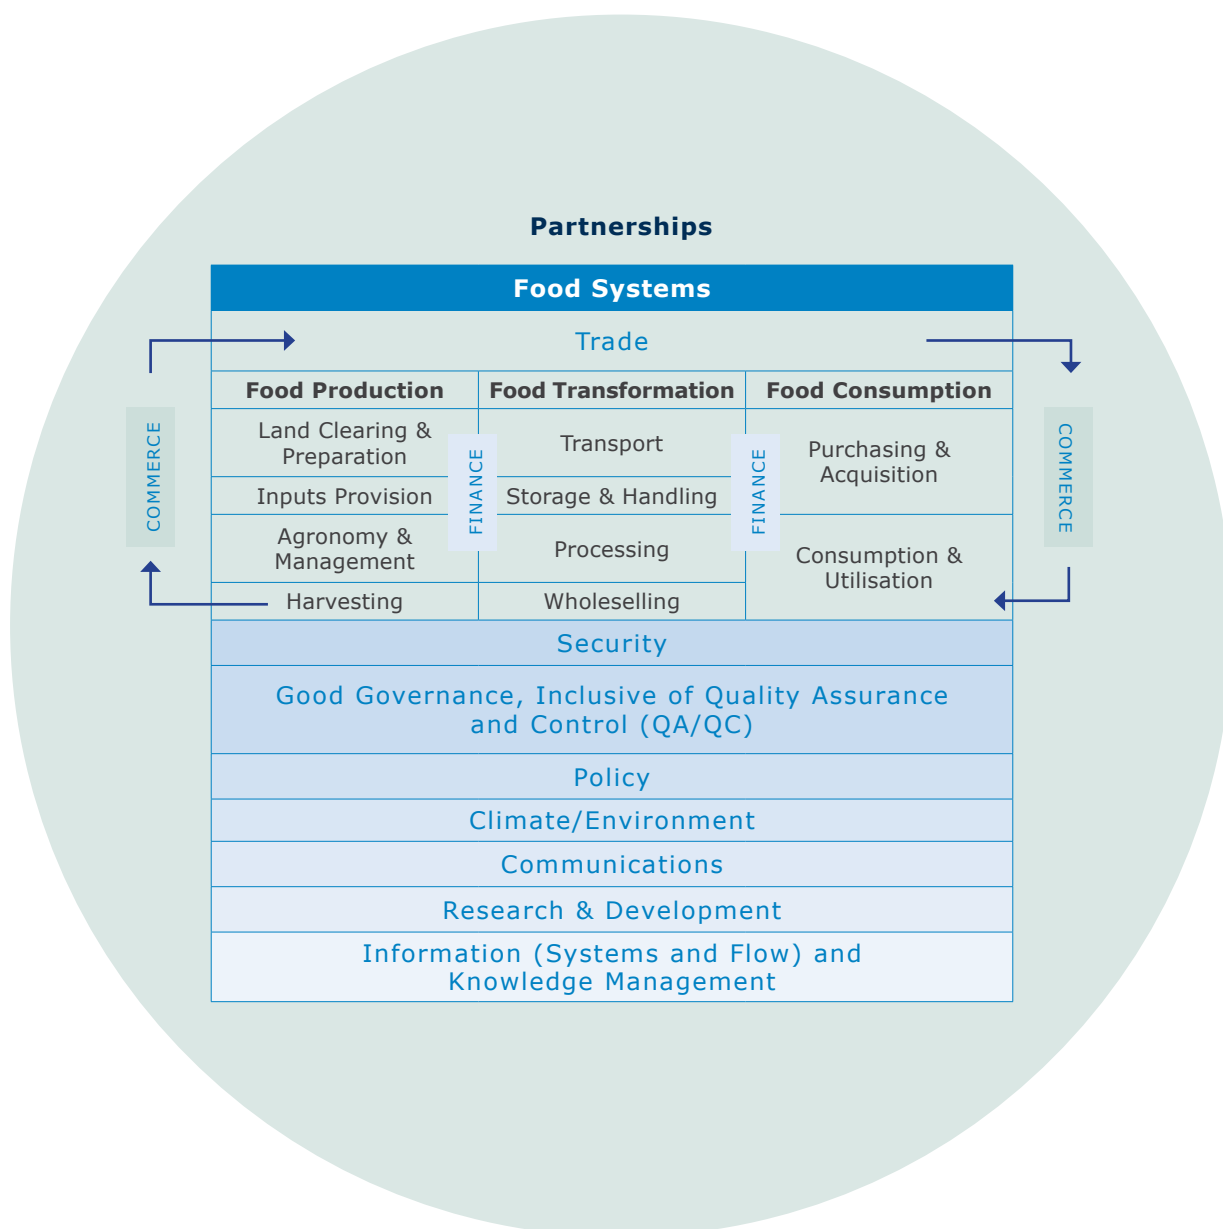 Partnerships
Food Systems
Trade
Food Production
Food Transformation
Food Consumption
COMMERCE
Land Clearing &
Preparation
Inputs Provision
Agronomy &
Management
Harvesting
FINANCE
Transport
Storage & Handling
Processing
Wholeselling
FINANCE
Purchasing &
Acquisition
Consumption &
Utilisation
COMMERCE
Security
Good Governance, Inclusive of Quality Assurance
and Control (QA/QC)
Policy
Climate/Environment
Communications
Research & Development
Information (Systems and Flow) and
Knowledge Management